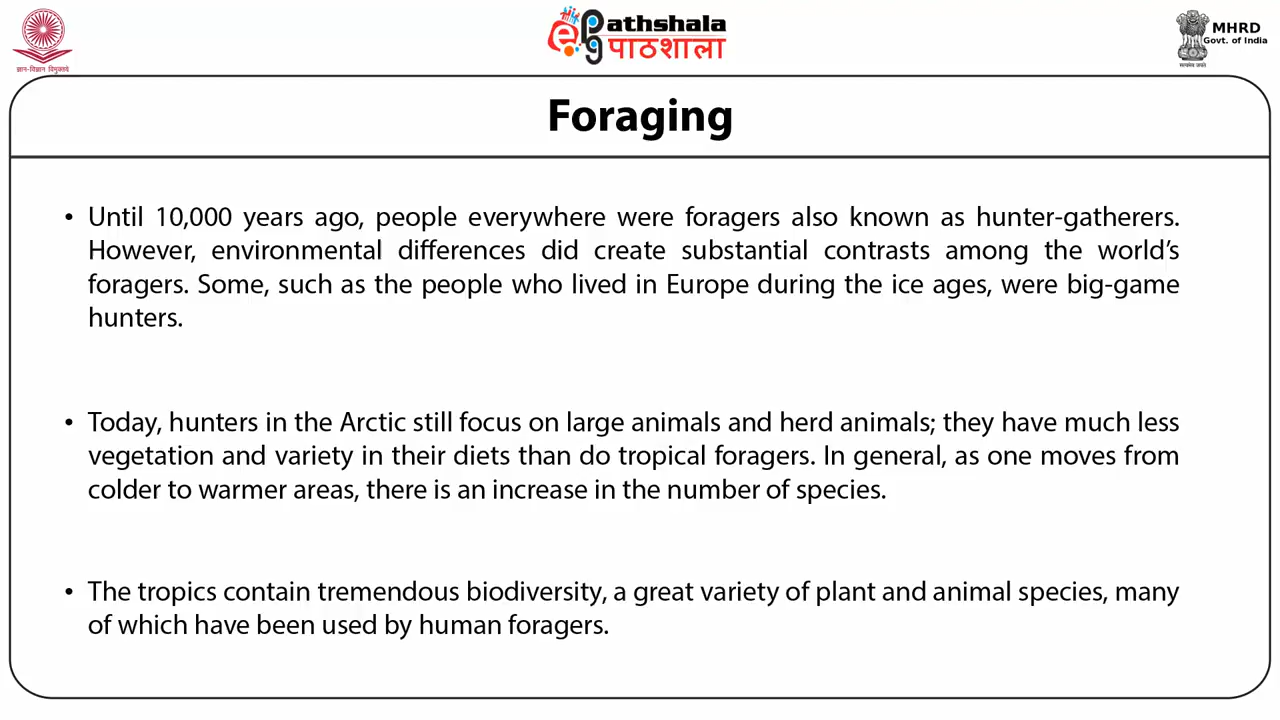 ज्ञान-विज्ञान विमुक्तये
Pathshala
पाठशाला
MHRD
Govt. of India
सत्यमेव जयते
Foraging
• Until 10,000 years ago, people everywhere were foragers also known as hunter-gatherers.
However, environmental differences did create substantial contrasts among the world’s
foragers. Some, such as the people who lived in Europe during the ice ages, were big-game
hunters.
• Today, hunters in the Arctic still focus on large animals and herd animals; they have much less
vegetation and variety in their diets than do tropical foragers. In general, as one moves from
colder to warmer areas, there is an increase in the number of species.
• The tropics contain tremendous biodiversity, a great variety of plant and animal species, many
of which have been used by human foragers.